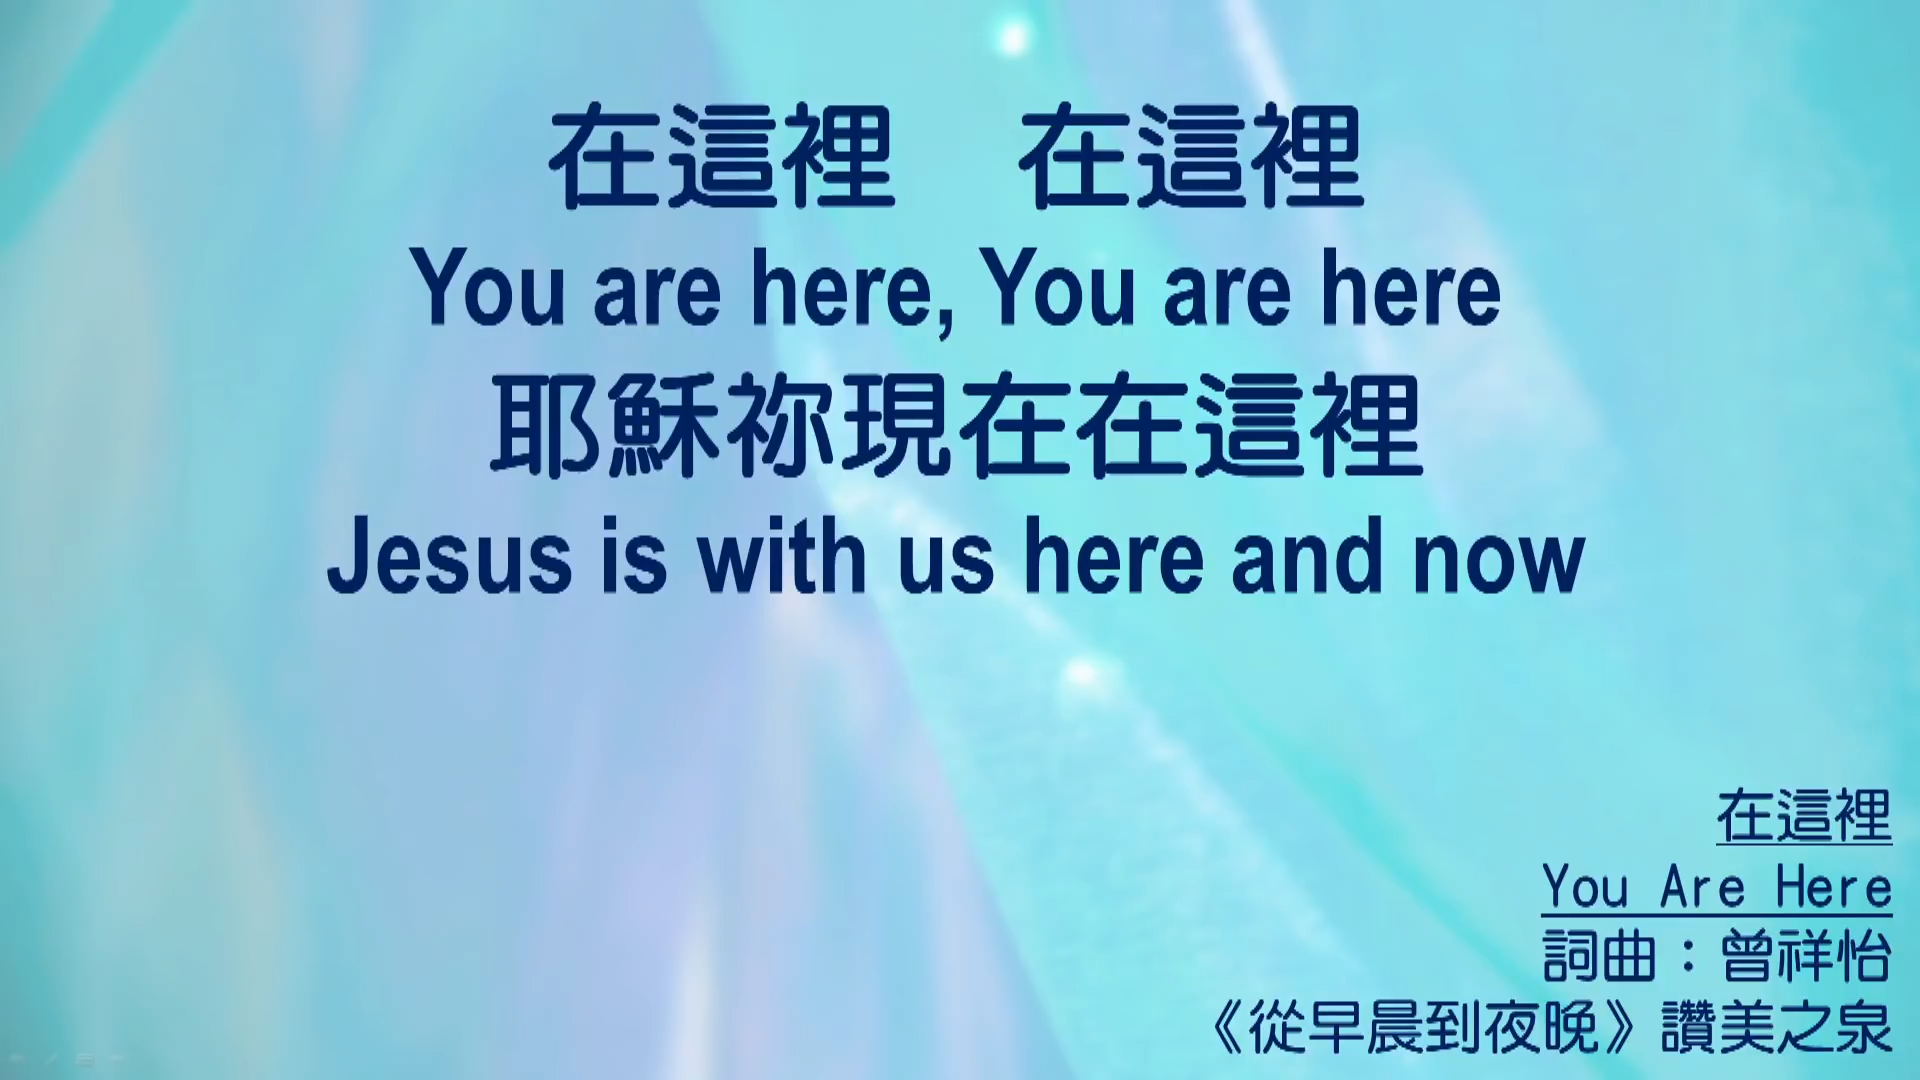 在這裡　在這裡
You are here, You are here
耶穌祢現在在這裡
Jesus is with us here and now
在這裡
You Are Here
詞曲：曾祥怡
《從早晨到夜晚》讚美之泉